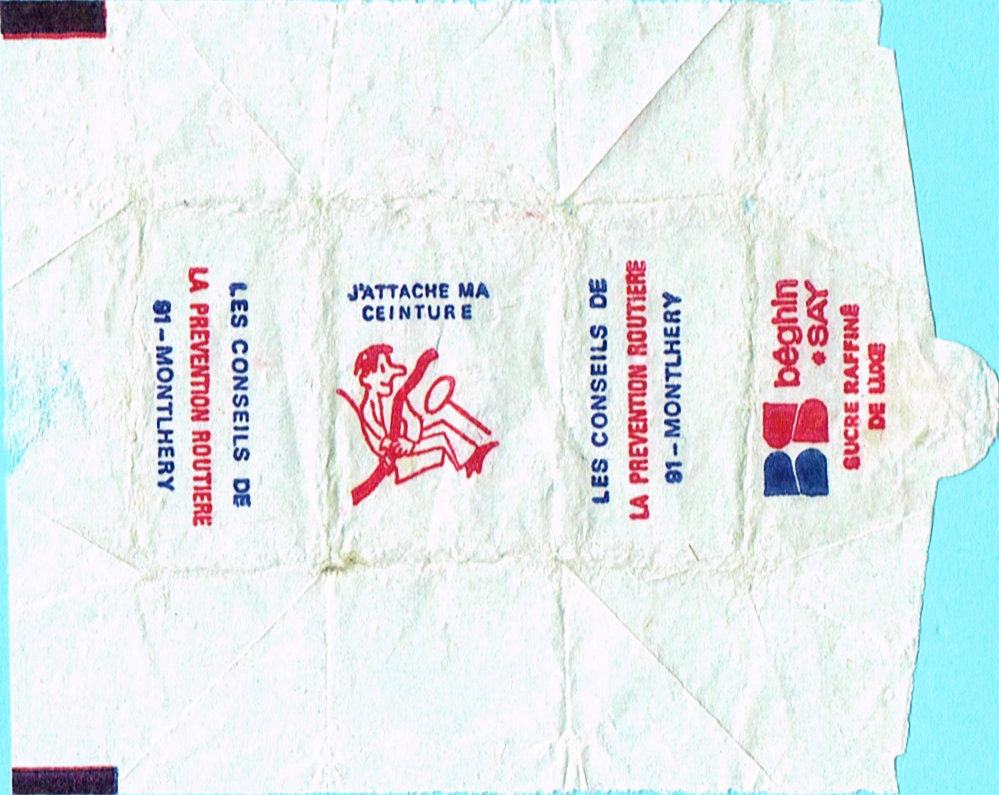 LES CONSEILS DE
LA PREVENTION ROUTIERE
91 - MONTLHERY
J'ATTACHE MA
CEINTURE
LES CONSEILS DE
LA PREVENTION ROUTIERE
91 - MONTLHERY
BS béghin
* SAY
SUCRE RAFFINÉ
DE LUXE